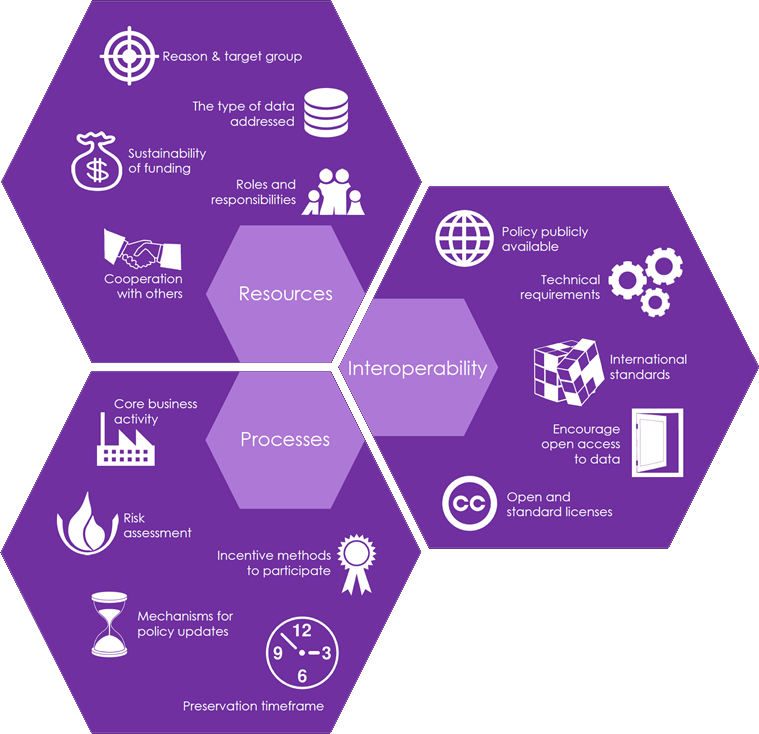 Reason & target group
The type of data
addressed
Sustainability
of funding
Roles and
responsibilities
Cooperation
with others
Resources
Policy publicly
available
Technical
requirements
International
standards
Interoperability
Encourage
open access
to data
CC
Open and
standard licenses
Processes
Core business
activity
Risk
assessment
Incentive methods
to participate
Mechanisms for
policy updates
12
9 3
6
Preservation timeframe